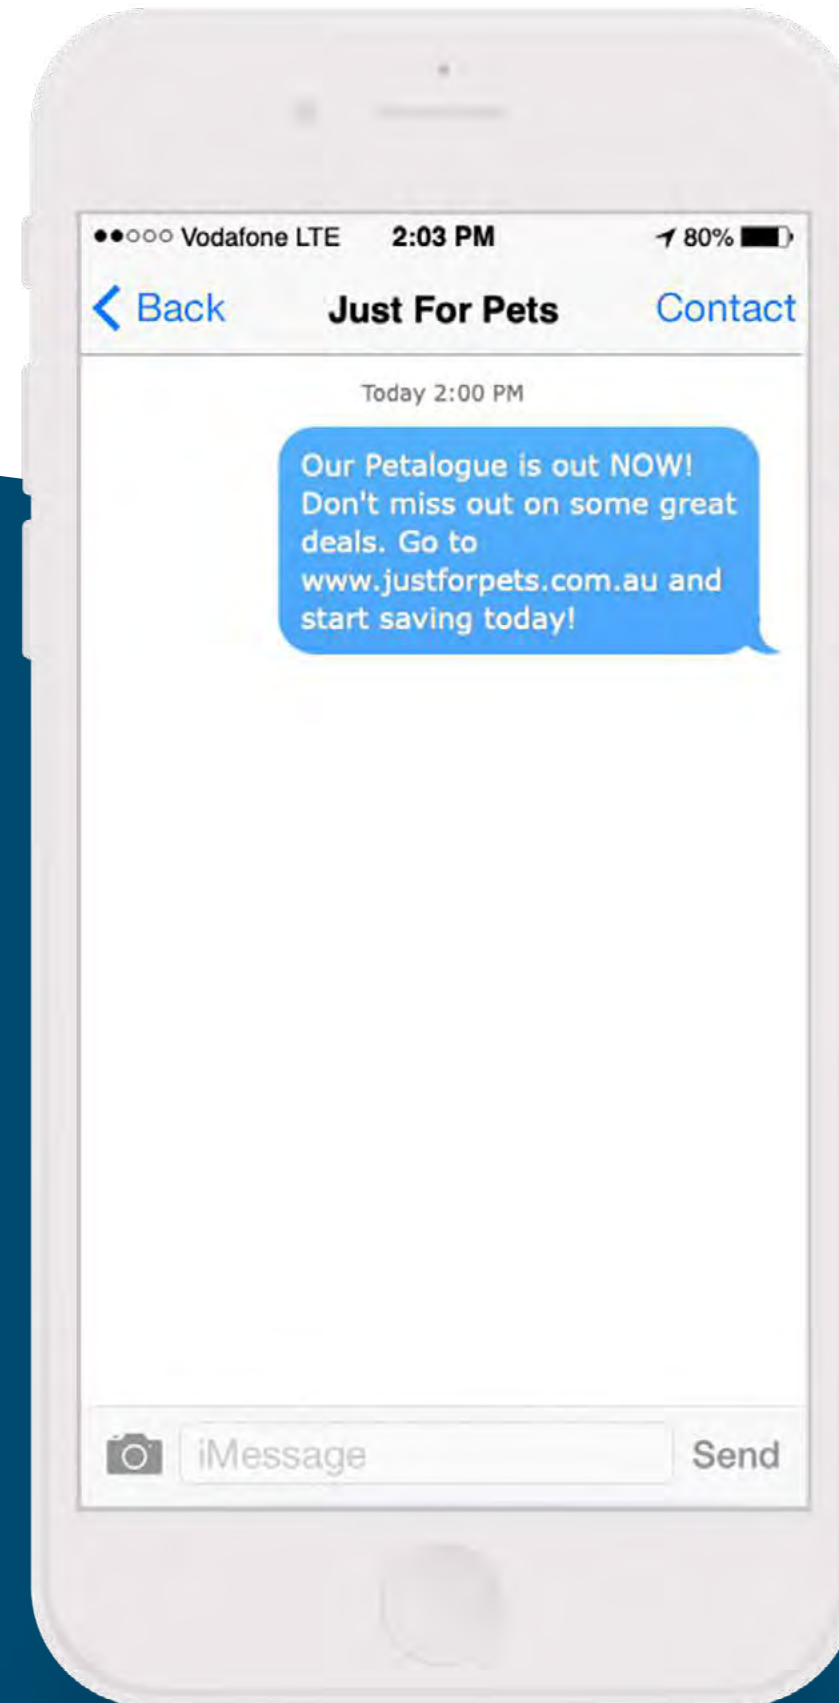 Vodafone LTE 2:03 PM 80%
Back Just For Pets Contact
Today 2:00 PM
Our Petalogue is out NOW!
Don't miss out on some great
deals. Go to
www.justforpets.com.au and
start saving today!
iMessage Send